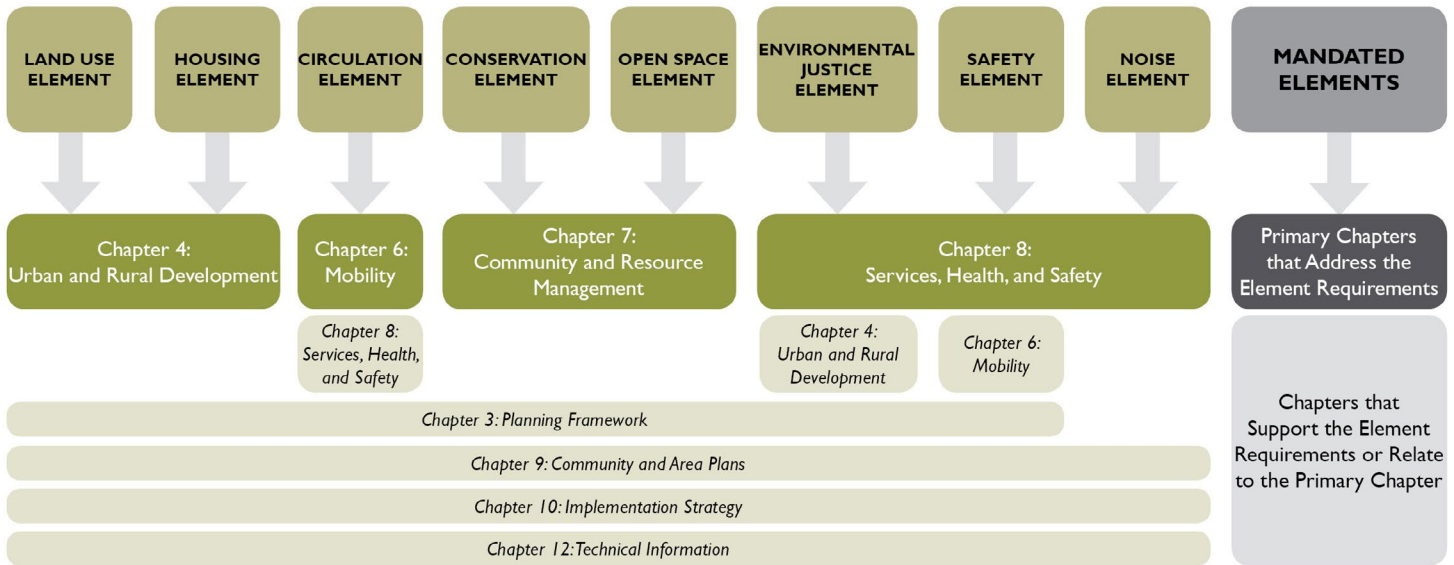 LAND USE
ELEMENT
HOUSING
ELEMENT
CIRCULATION
ELEMENT
CONSERVATION
ELEMENT
OPEN SPACE
ELEMENT
ENVIRONMENTAL
JUSTICE
ELEMENT
SAFETY
ELEMENT
NOISE
ELEMENT
MANDATED
ELEMENTS
Chapter 4:
Urban and Rural Development
Chapter 6:
Mobility
Chapter 7:
Community and Resource
Management
Chapter 8:
Services, Health, and Safety
Primary Chapters
that Address the
Element Requirements
Chapter 8:
Services, Health,
and Safety
Chapter 4:
Urban and Rural
Development
Chapter 6:
Mobility
Chapter 3: Planning Framework
Chapter 9: Community and Area Plans
Chapter 10: Implementation Strategy
Chapter 12: Technical Information
Chapters that
Support the Element
Requirements or Relate
to the Primary Chapter